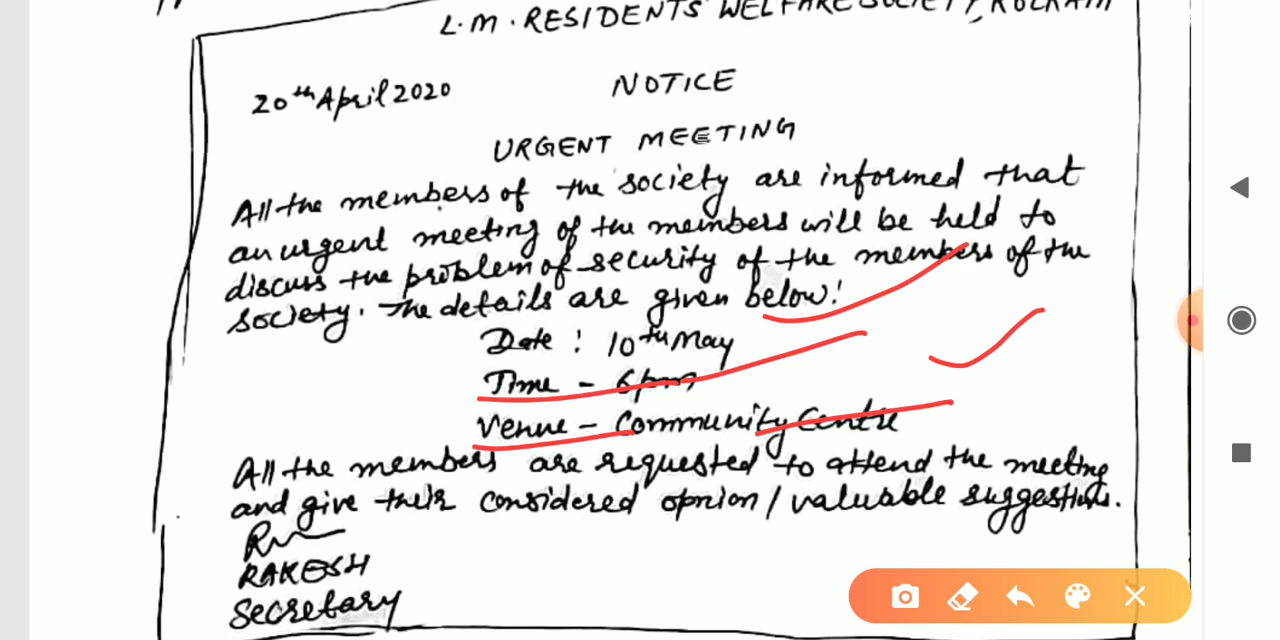 L.M. RESIDENTS WELFARE SOCIETY,
20th April 2020 NOTICE
URGENT MEETING
All the members of the society are informed that
an urgent meeting of the members will be held to
discuss the problem of security of the members of the
society. The details are given below:
Date : 10th May
Time - 6pm
Venue - Community Centre
All the members are requested to attend the meeting
and give their considered opnion / valuable suggestions.
RAKESH
Secretary